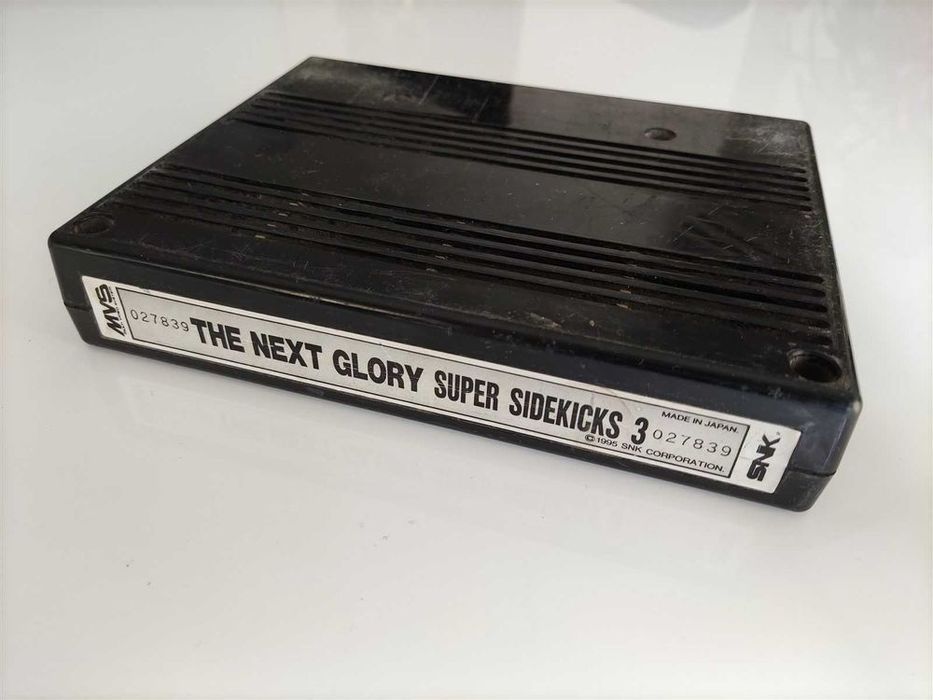 MVS
027839 THE NEXT GLORY SUPER SIDEKICKS 3
MADE IN JAPAN.
027839
©1995 SNK CORPORATION.
SNK